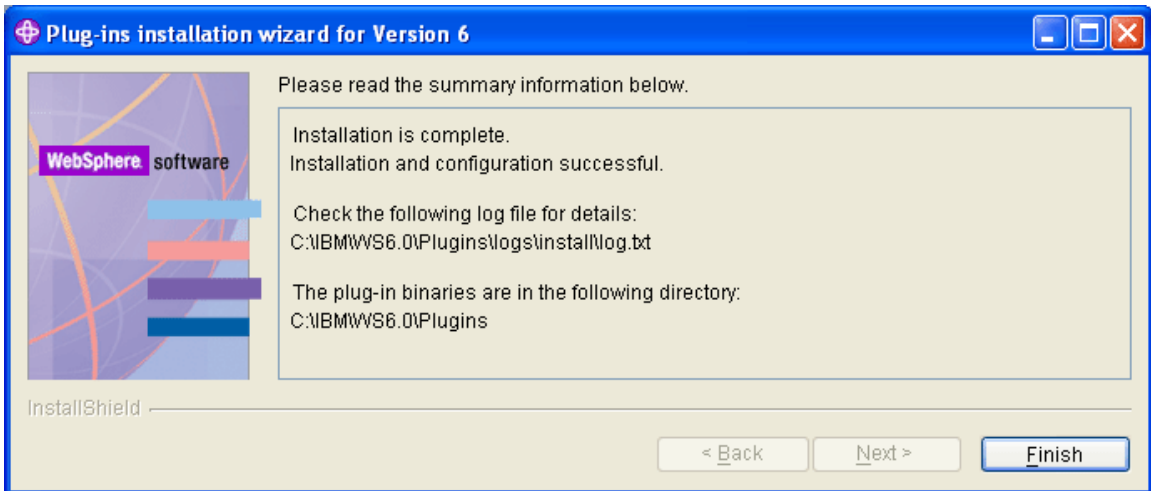 Plug-ins installation wizard for Version 6
Please read the summary information below.
WebSphere software
Installation is complete.
Installation and configuration successful.
Check the following log file for details:
C:\IBM\WS6.0\Plugins\logs\install\log.txt
The plug-in binaries are in the following directory:
C:\IBM\WS6.0\Plugins
InstallShield
< Back
Next >
Finish